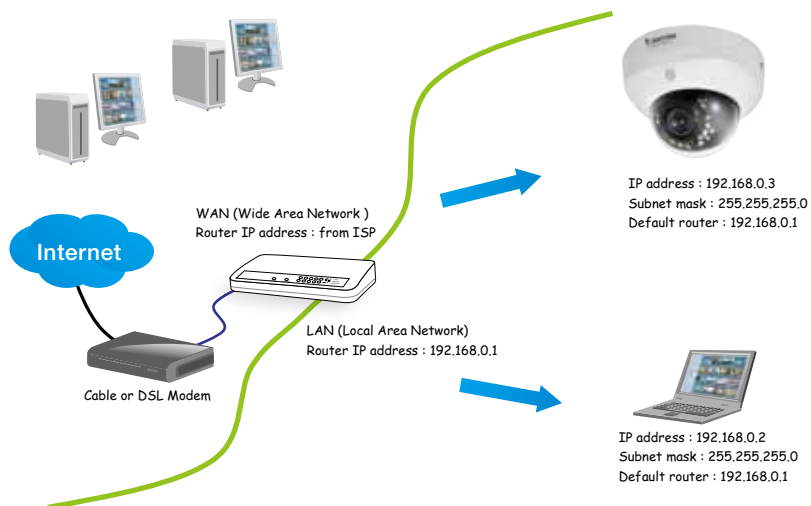 WAN (Wide Area Network )
Router IP address : from ISP
Internet
Cable or DSL Modem
LAN (Local Area Network)
Router IP address : 192.168.0.1
IP address : 192.168.0.3
Subnet mask : 255.255.255.0
Default router : 192.168.0.1
IP address : 192.168.0.2
Subnet mask : 255.255.255.0
Default router : 192.168.0.1